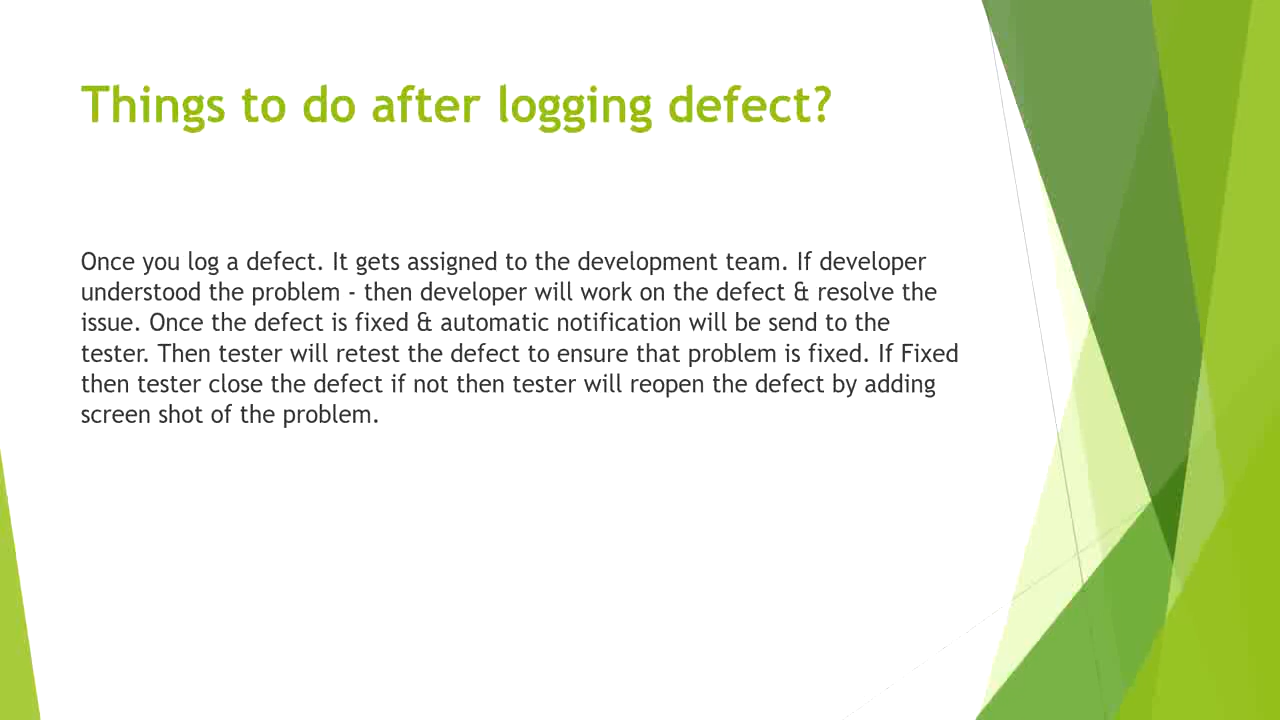 Things to do after logging defect?
Once you log a defect. It gets assigned to the development team. If developer
understood the problem - then developer will work on the defect & resolve the
issue. Once the defect is fixed & automatic notification will be send to the
tester. Then tester will retest the defect to ensure that problem is fixed. If Fixed
then tester close the defect if not then tester will reopen the defect by adding
screen shot of the problem.